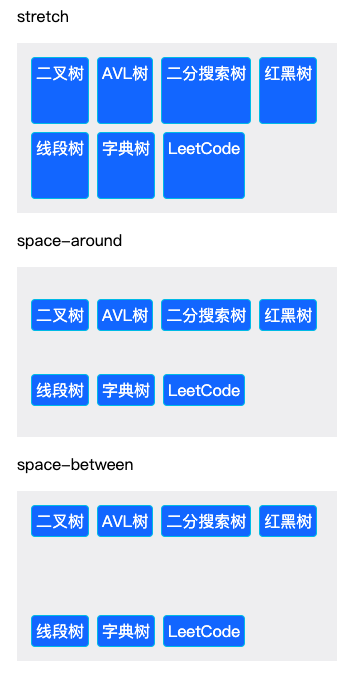 stretch
二叉树 AVL树 二分搜索树 红黑树
线段树 字典树 LeetCode
space-around
二叉树 AVL树 二分搜索树 红黑树
线段树 字典树 LeetCode
space-between
二叉树 AVL树 二分搜索树 红黑树
线段树 字典树 LeetCode